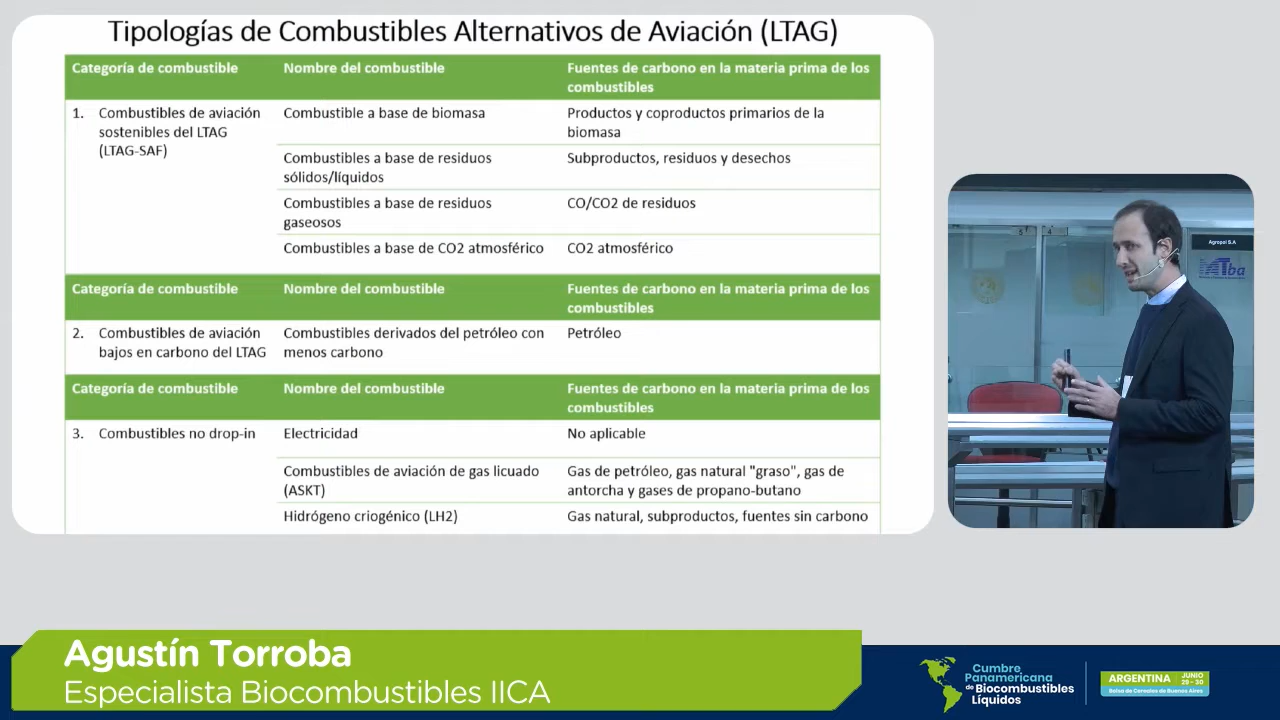 Tipologías de Combustibles Alternativos de Aviación (LTAG)
Categoría de combustible
Nombre del combustible
Fuentes de carbono en la materia prima de los
combustibles
1. Combustibles de aviación
sostenibles del LTAG
(LTAG-SAF)
Combustible a base de biomasa
Productos y coproductos primarios de la
biomasa
Combustibles a base de residuos
sólidos/líquidos
Subproductos, residuos y desechos
Combustibles a base de residuos
gaseosos
CO/CO2 de residuos
Combustibles a base de CO2 atmosférico
CO2 atmosférico
Categoría de combustible
Nombre del combustible
Fuentes de carbono en la materia prima de los
combustibles
2. Combustibles de aviación
bajos en carbono del LTAG
Combustibles derivados del petróleo con
menos carbono
Petróleo
Categoría de combustible
Nombre del combustible
Fuentes de carbono en la materia prima de los
combustibles
3. Combustibles no drop-in
Electricidad
No aplicable
Combustibles de aviación de gas licuado
(ASKT)
Gas de petróleo, gas natural "graso", gas de
antorcha y gases de propano-butano
Hidrógeno criogénico (LH2)
Gas natural, subproductos, fuentes sin carbono
Agropol S.A
Tba
Agustín Torroba
Especialista Biocombustibles IICA
Cumbre
Panamericana
de Biocombustibles
Líquidos
ARGENTINA
JUNIO
29 - 30
Bolsa de Cereales de Buenos Aires